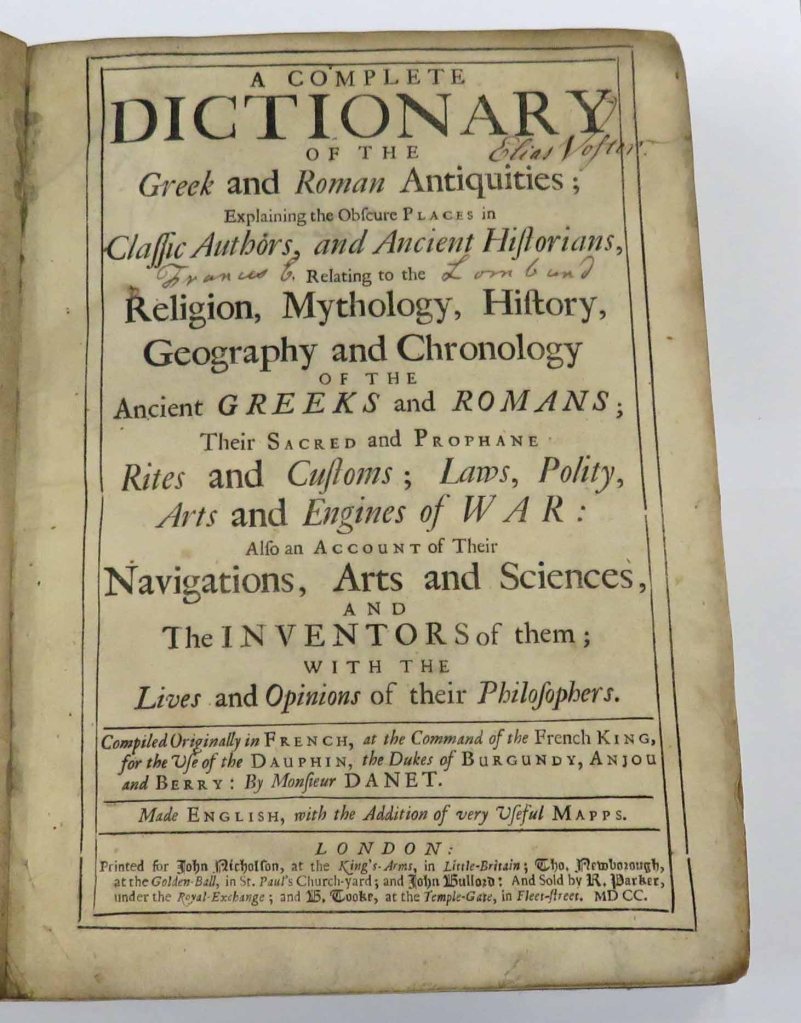 A COMPLETE
DICTIONARY
OF THE
Elias Voster.
Greek and Roman Antiquities;
Explaining the Obſcure PLACES in
Claſſic Authors, and Ancient Hiſtorians,
Frances E. Relating to the
Religion, Mythology, Hiſtory,
Geography and Chronology
OF THE
Ancient GREEKS and ROMANS;
Their SACRED and PROPHANE
Rites and Cuſtoms; Laws, Polity,
Arts and Engines of WAR:
Alſo an ACCOUNT of Their
Navigations, Arts and Sciences,
AND
The INVENTORS of them;
WITH THE
Lives and Opinions of their Philoſophers.
Compiled Originally in FRENCH, at the Command of the French KING,
for the Uſe of the DAUPHIN, the Dukes of BURGUNDY, ANJOU
and BERRY: By Monſieur DANET.
Made ENGLISH, with the Addition of very Uſeful MAPPS.
LONDON:
Printed for John Nicholſon, at the King's-Arms, in Little-Britain; Tho. Newborough,
at the Golden-Ball, in St. Paul's Church-yard; and John Bullord: And Sold by R. Parker,
under the Royal-Exchange; and B. Tooke, at the Temple-Gate, in Fleet-ſtreet. MDCC.